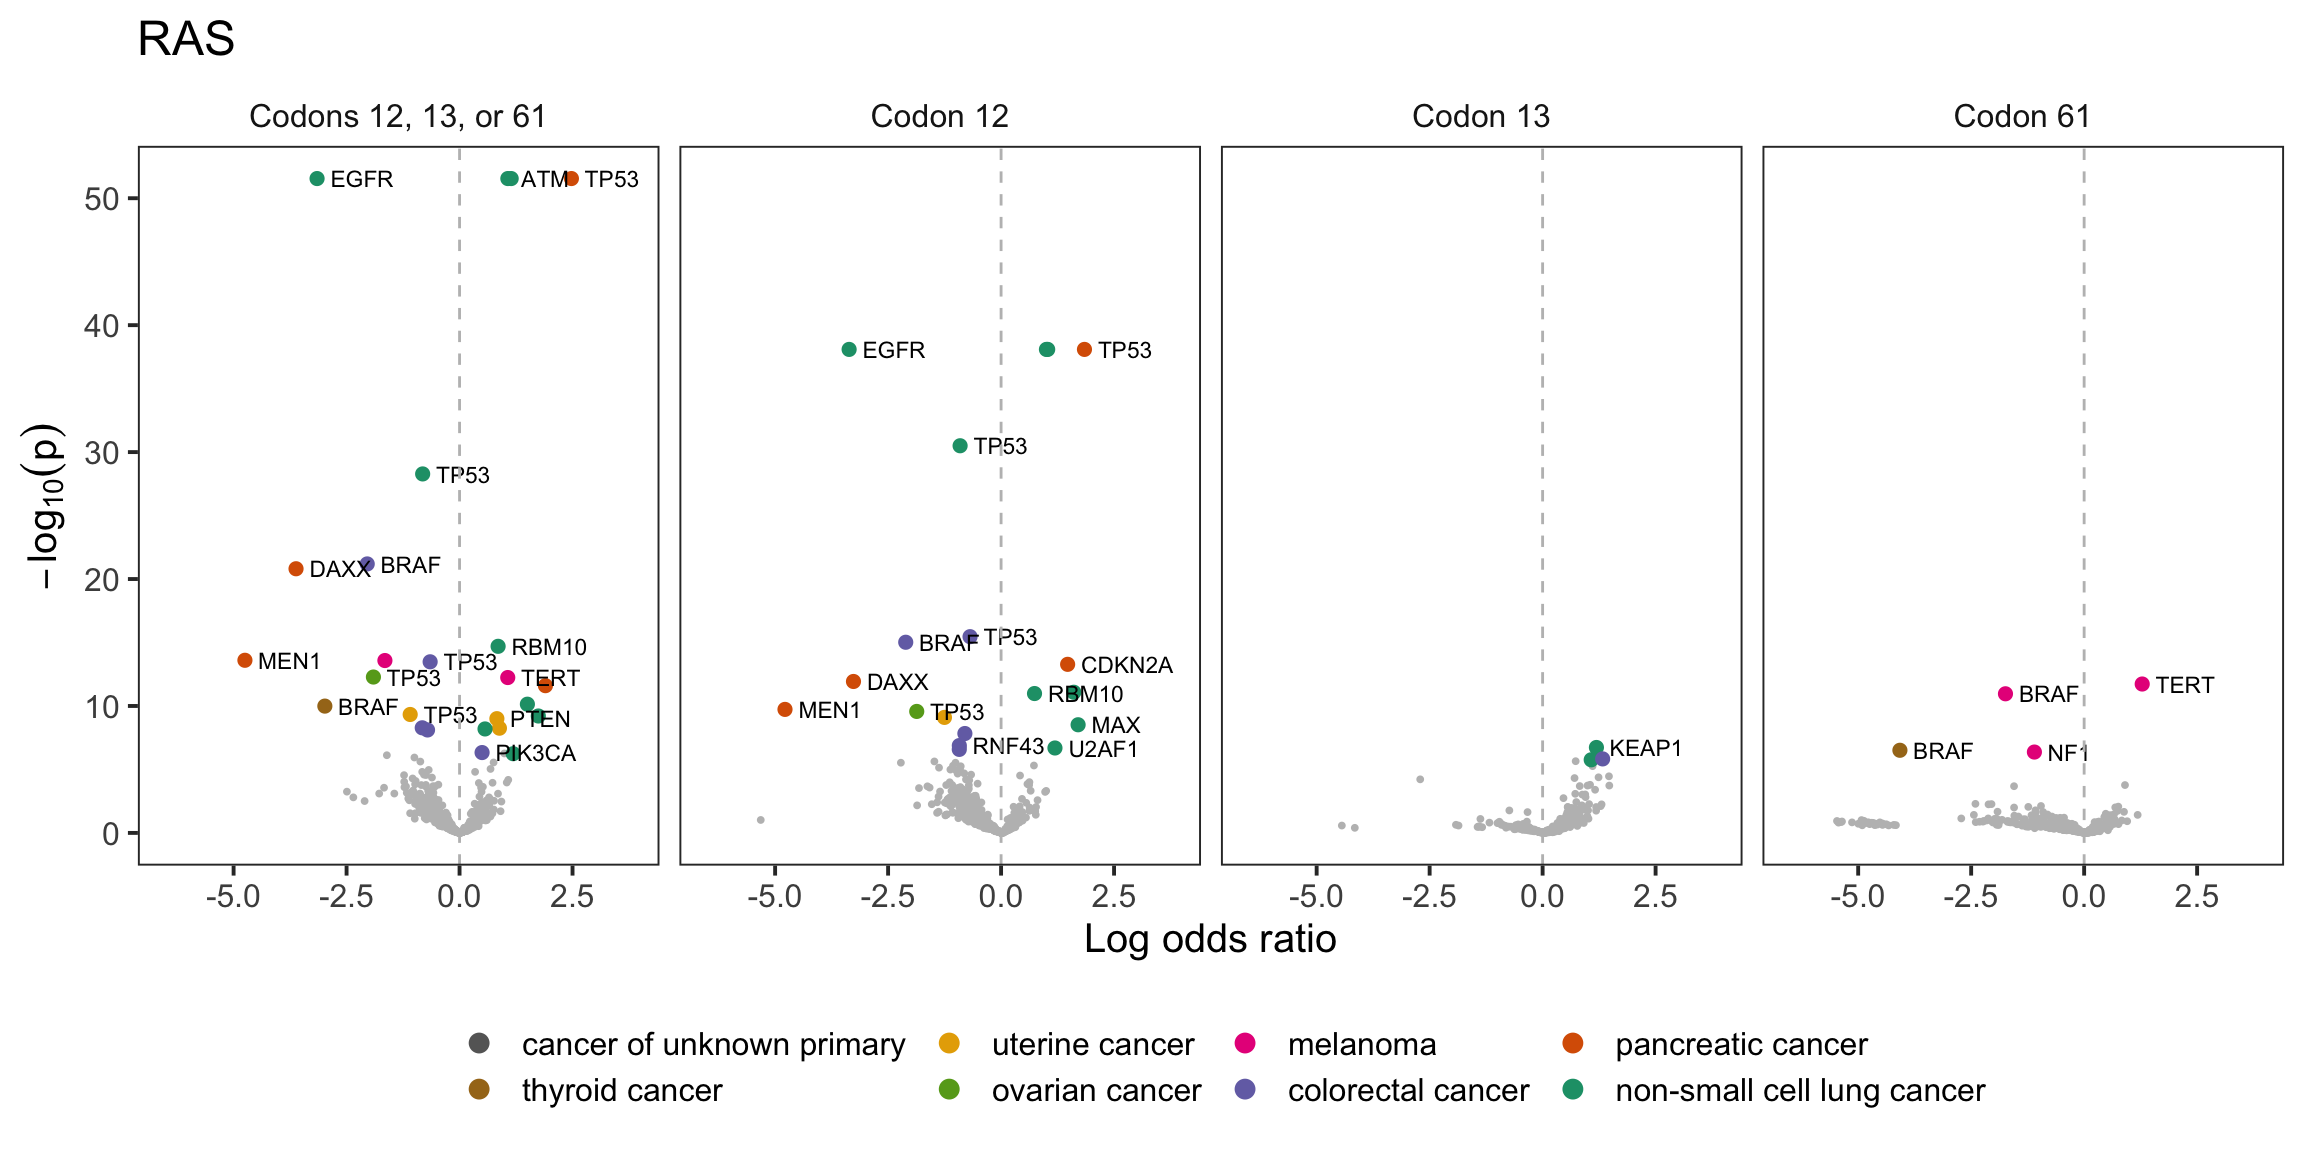 RAS
Codons 12, 13, or 61
Codon 12
Codon 13
Codon 61
−log10(p)
50
40
30
20
10
0
EGFR
ATM
TP53
TP53
DAXX
BRAF
RBM10
MEN1
TP53
TP53
TERT
BRAF
TP53
PTEN
PIK3CA
EGFR
TP53
TP53
BRAF
TP53
CDKN2A
DAXX
RBM10
MEN1
TP53
MAX
RNF43
U2AF1
KEAP1
TERT
BRAF
BRAF
NF1
-5.0 -2.5 0.0 2.5
-5.0 -2.5 0.0 2.5
-5.0 -2.5 0.0 2.5
-5.0 -2.5 0.0 2.5
Log odds ratio
cancer of unknown primary
uterine cancer
melanoma
pancreatic cancer
thyroid cancer
ovarian cancer
colorectal cancer
non-small cell lung cancer